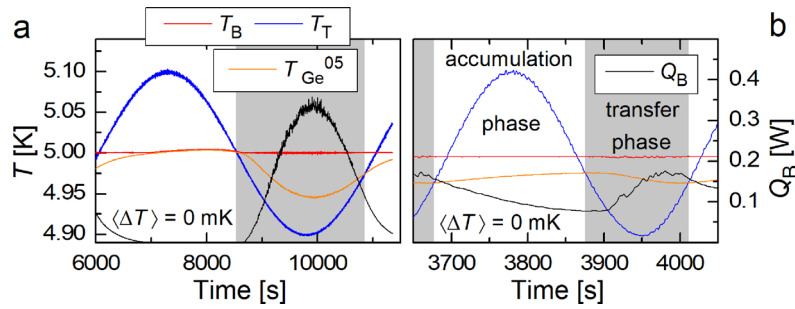 a
T_B
T_T
b
T_Ge^05
Q_B
accumulation
phase
transfer
phase
T [K]
5.10
5.05
5.00
4.95
4.90
⟨ΔT⟩ = 0 mK
⟨ΔT⟩ = 0 mK
0.4
0.3
0.2
0.1
Q_B [W]
6000
8000
10000
3700
3800
3900
4000
Time [s]
Time [s]